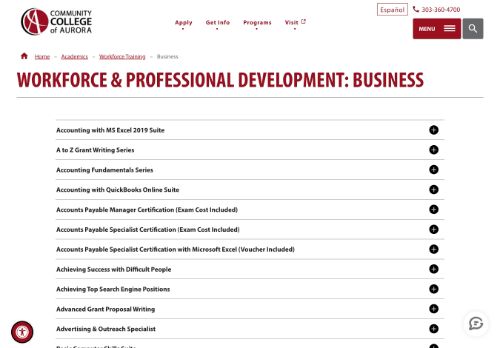 Español
303-360-4700
COMMUNITY
COLLEGE
of AURORA
Apply
Get Info
Programs
Visit
MENU
Home
Academics
Workforce Training
Business
WORKFORCE & PROFESSIONAL DEVELOPMENT: BUSINESS
Accounting with MS Excel 2019 Suite
A to Z Grant Writing Series
Accounting Fundamentals Series
Accounting with QuickBooks Online Suite
Accounts Payable Manager Certification (Exam Cost Included)
Accounts Payable Specialist Certification (Exam Cost Included)
Accounts Payable Specialist Certification with Microsoft Excel (Voucher Included)
Achieving Success with Difficult People
Achieving Top Search Engine Positions
Advanced Grant Proposal Writing
Advertising & Outreach Specialist
Basic Computer Skills Suite